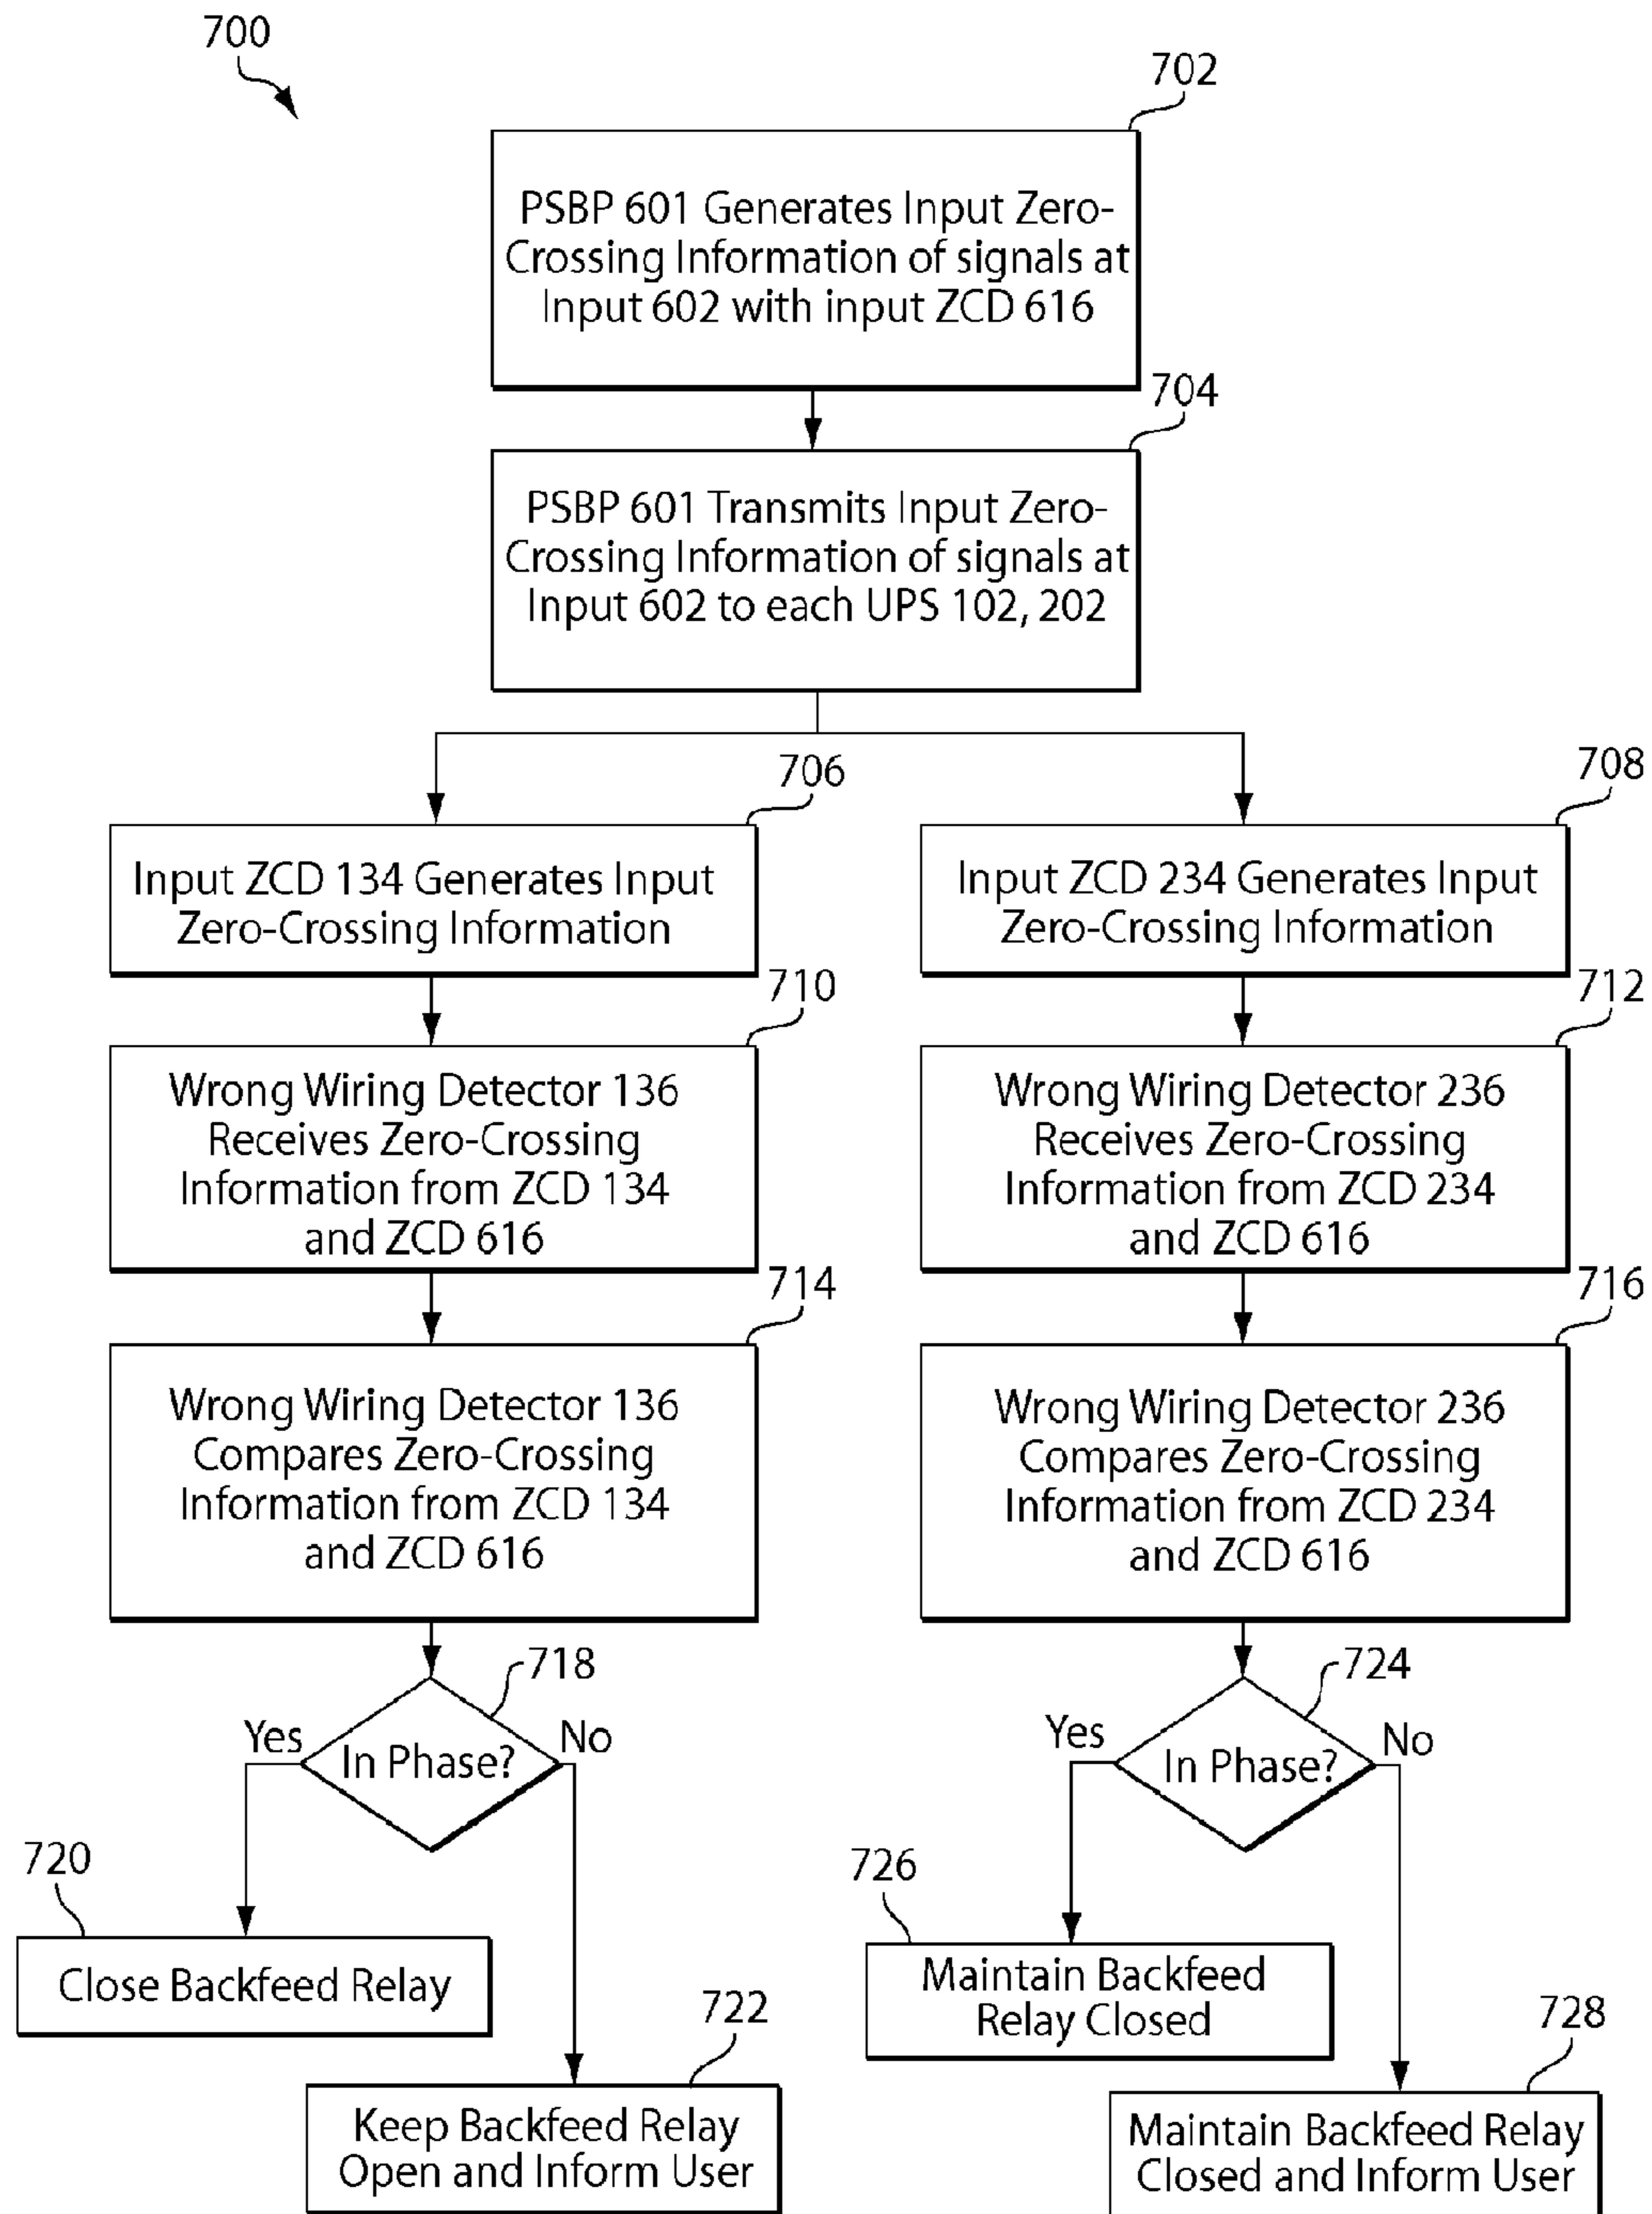 700
702
PSBP 601 Generates Input Zero-
Crossing Information of signals at
Input 602 with input ZCD 616
704
PSBP 601 Transmits Input Zero-
Crossing Information of signals at
Input 602 to each UPS 102, 202
706
Input ZCD 134 Generates Input
Zero-Crossing Information
708
Input ZCD 234 Generates Input
Zero-Crossing Information
710
Wrong Wiring Detector 136
Receives Zero-Crossing
Information from ZCD 134
and ZCD 616
712
Wrong Wiring Detector 236
Receives Zero-Crossing
Information from ZCD 234
and ZCD 616
714
Wrong Wiring Detector 136
Compares Zero-Crossing
Information from ZCD 134
and ZCD 616
716
Wrong Wiring Detector 236
Compares Zero-Crossing
Information from ZCD 234
and ZCD 616
718
Yes
In Phase?
No
724
Yes
In Phase?
No
720
Close Backfeed Relay
722
Keep Backfeed Relay
Open and Inform User
726
Maintain Backfeed
Relay Closed
728
Maintain Backfeed Relay
Closed and Inform User